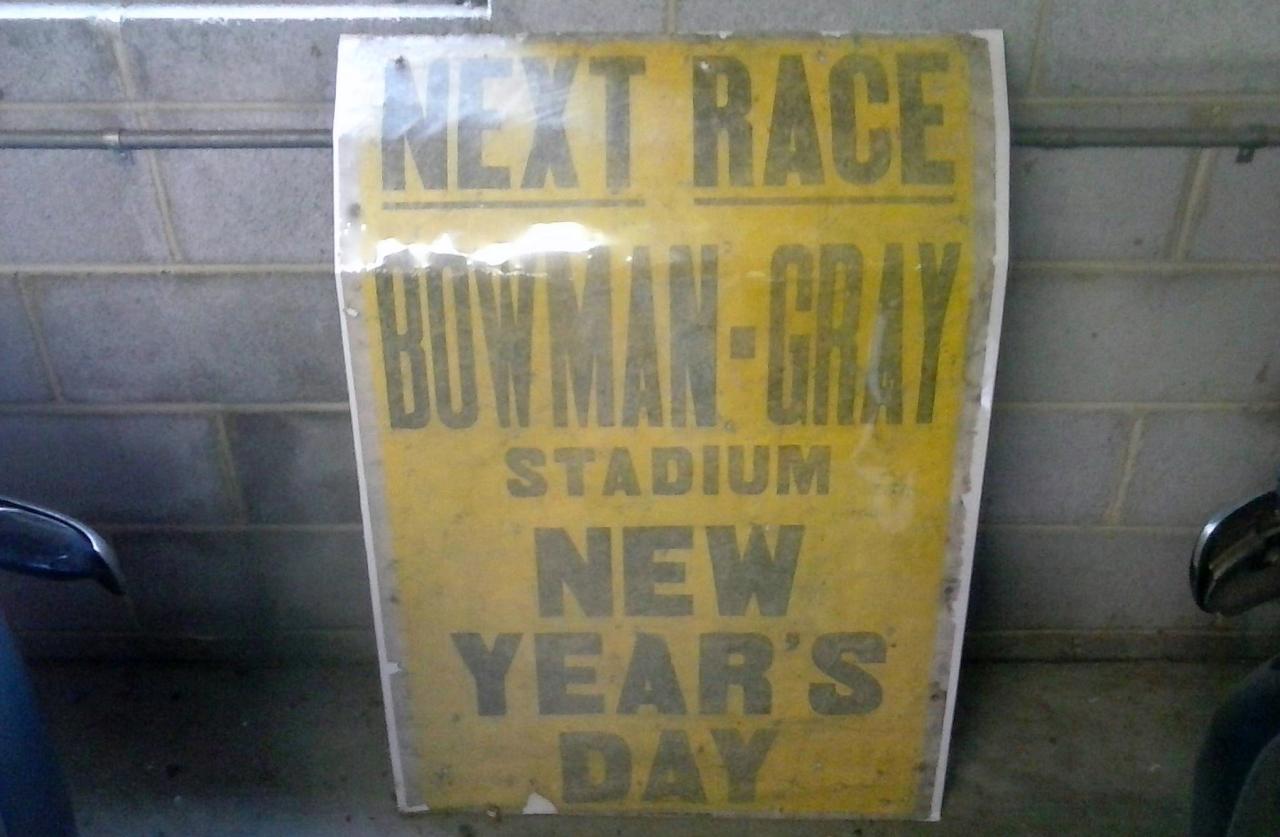 NEXT RACE
BOWMAN-GRAY
STADIUM
NEW
YEAR'S
DAY